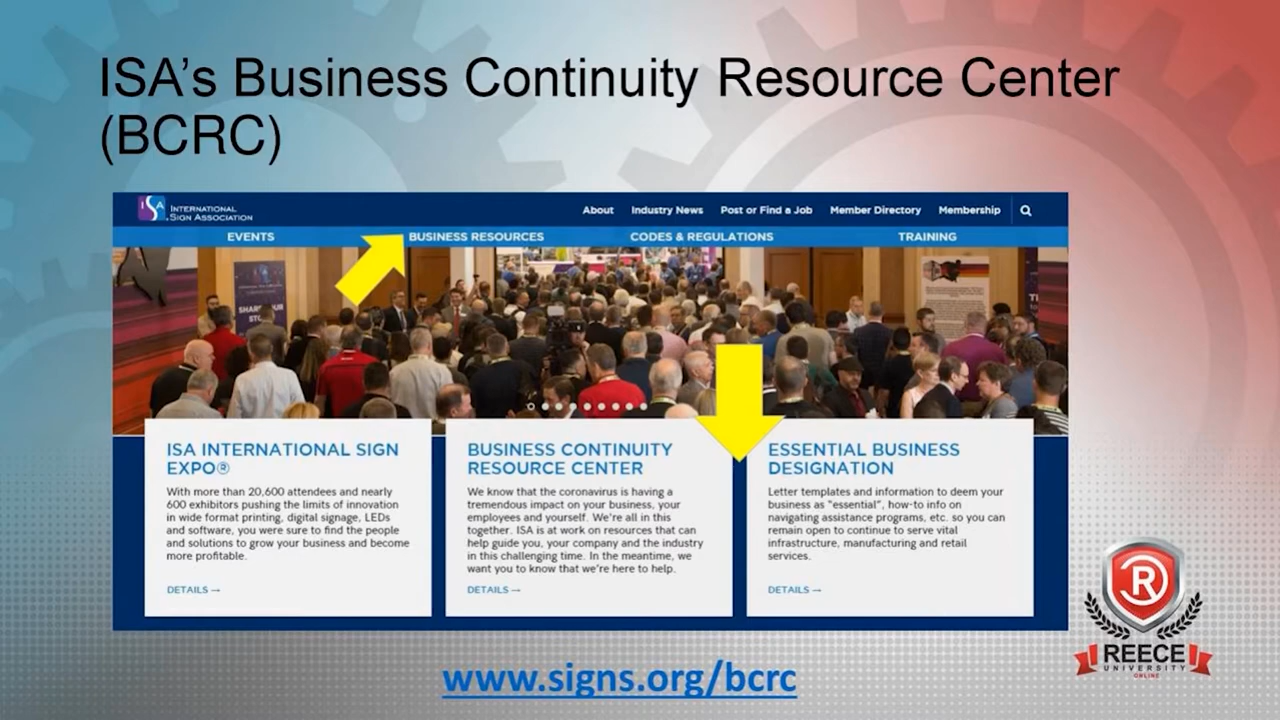 ISA's Business Continuity Resource Center
(BCRC)
ISA
INTERNATIONAL
SIGN ASSOCIATION
About Industry News Post or Find a Job Member Directory Membership
EVENTS BUSINESS RESOURCES CODES & REGULATIONS TRAINING
SHARE YOUR
ISA INTERNATIONAL SIGN
EXPO®
With more than 20,600 attendees and nearly
600 exhibitors pushing the limits of innovation
in wide format printing, digital signage, LEDs
and software, you were sure to find the people
and solutions to grow your business and become
more profitable.
DETAILS →
BUSINESS CONTINUITY
RESOURCE CENTER
We know that the coronavirus is having a
tremendous impact on your business, your
employees and yourself. We're all in this
together. ISA is at work on resources that can
help guide you, your company and the industry
in this challenging time. In the meantime, we
want you to know that we're here to help.
DETAILS →
ESSENTIAL BUSINESS
DESIGNATION
Letter templates and information to deem your
business as "essential", how-to info on
navigating assistance programs, etc. so you can
remain open to continue to serve vital
infrastructure, manufacturing and retail
services.
DETAILS →
www.signs.org/bcrc
R
REECE
UNIVERSITY
ONLINE